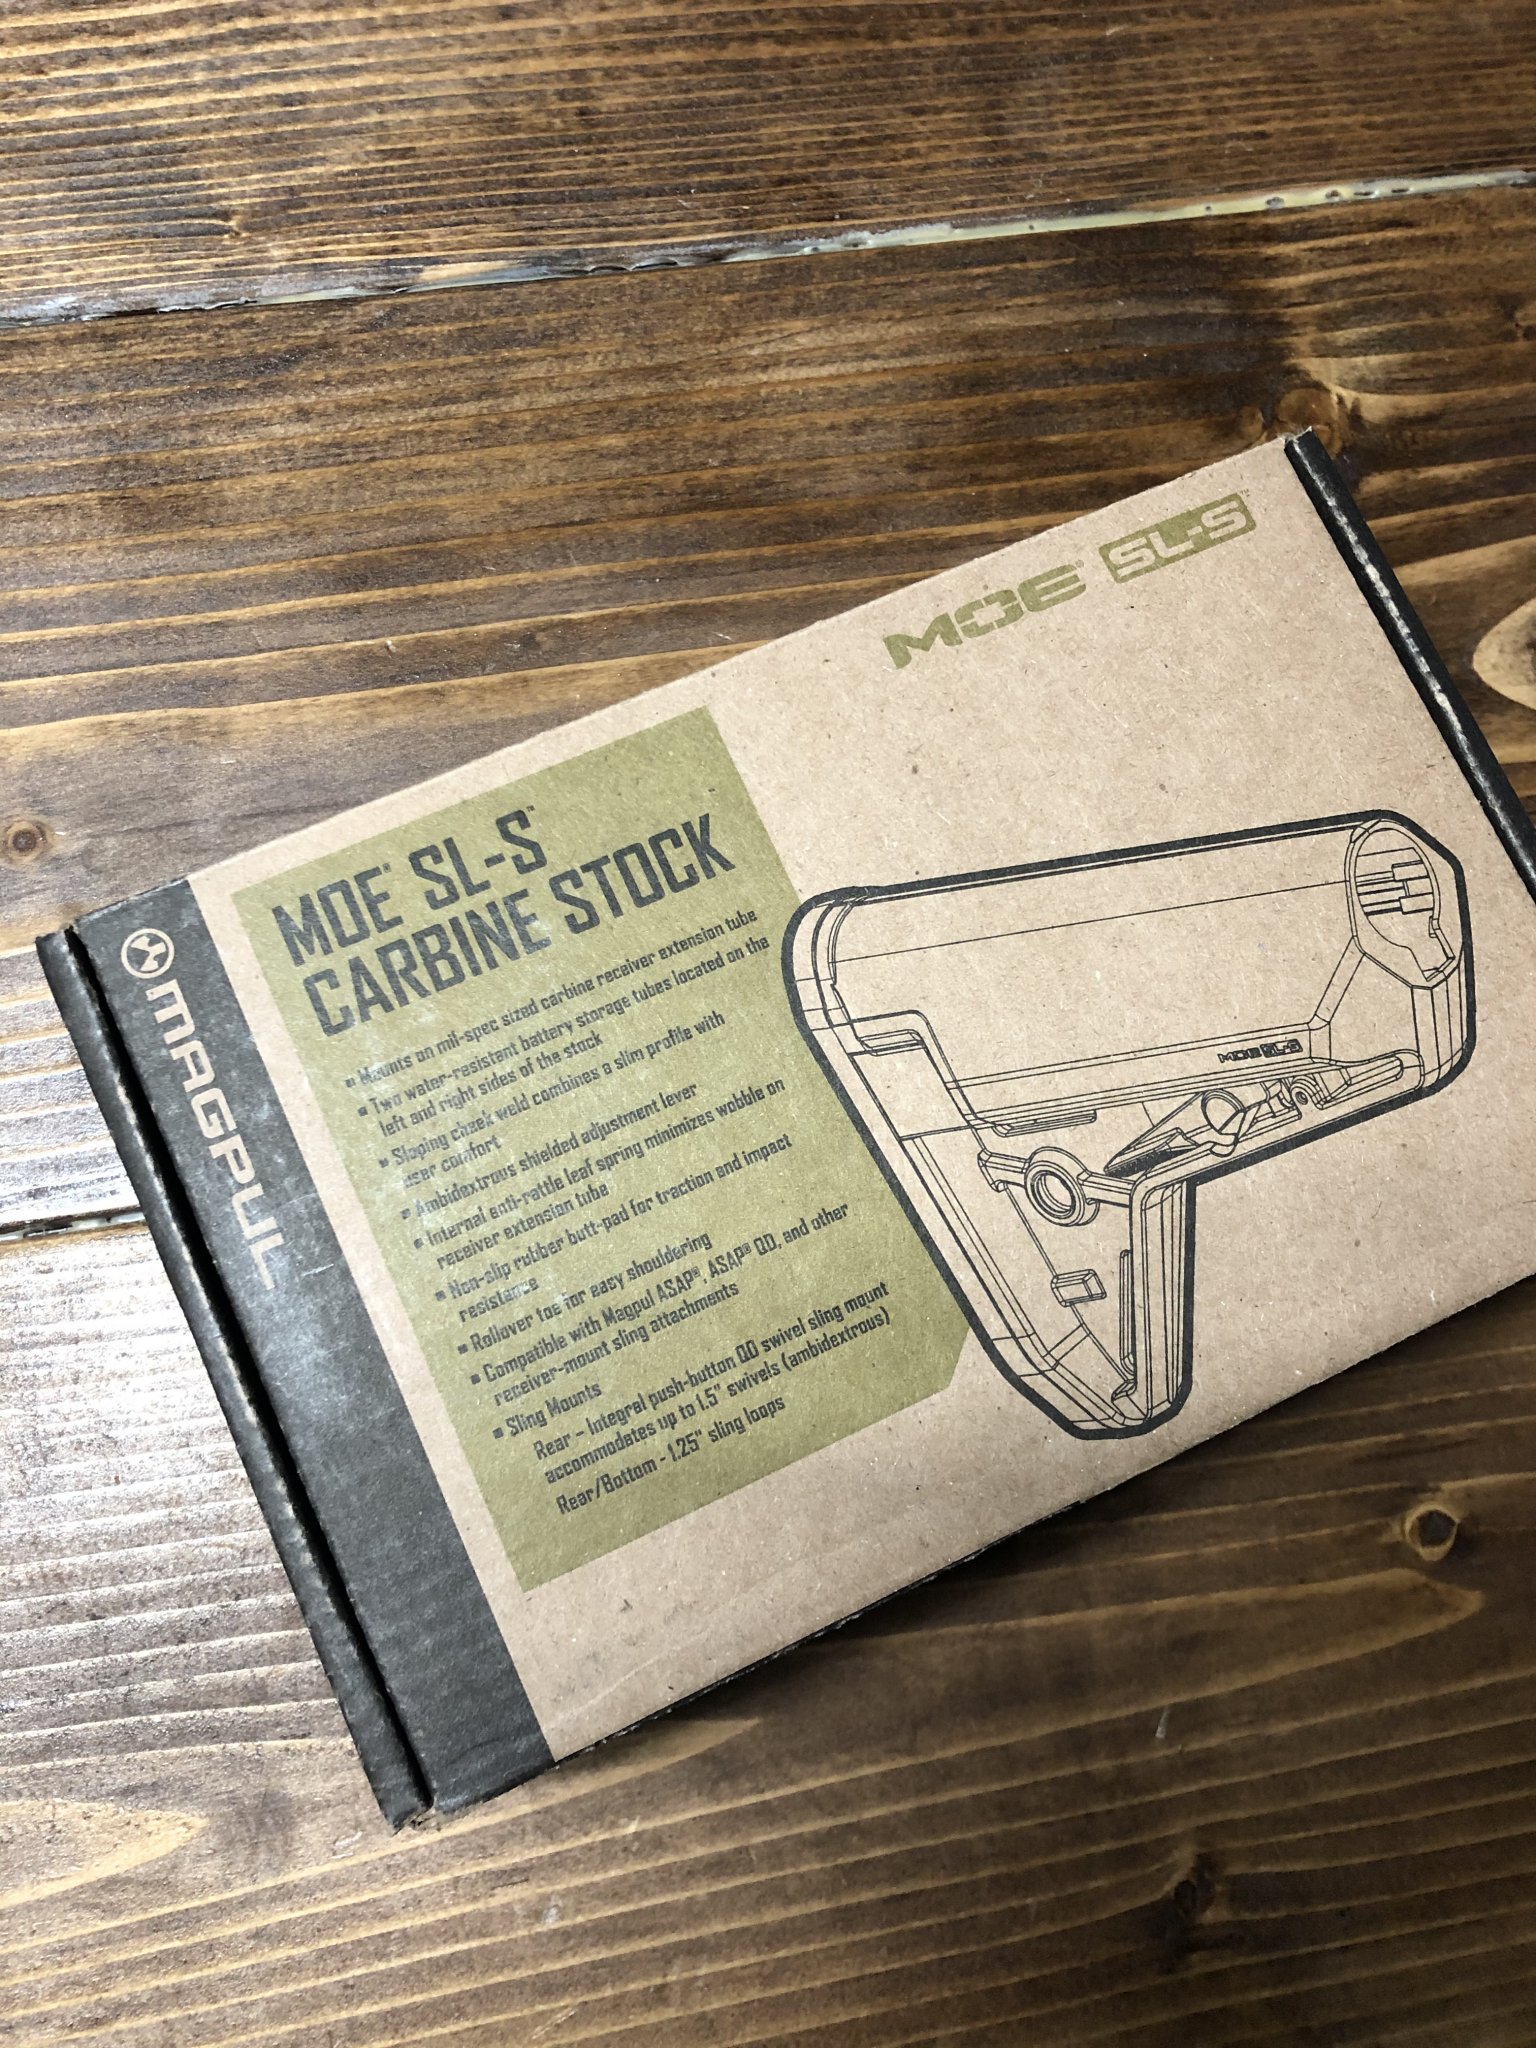 MOE® SL-S™
MAGPUL
MOE® SL-S™
CARBINE STOCK
▪ Mounts on mil-spec sized carbine receiver extension tube
▪ Two water-resistant battery storage tubes located on the
left and right sides of the stock
▪ Sloping cheek weld combines a slim profile with
user comfort
▪ Ambidextrous shielded adjustment lever
▪ Internal anti-rattle leaf spring minimizes wobble on
receiver extension tube
▪ Non-slip rubber butt-pad for traction and impact
resistance
▪ Rollover toe for easy shouldering
▪ Compatible with Magpul ASAP®, ASAP® QD, and other
receiver-mount sling attachments
▪ Sling Mounts
Rear – Integral push-button QD swivel sling mount
accommodates up to 1.5" swivels (ambidextrous)
Rear/Bottom - 1.25" sling loops
MOE SL-S